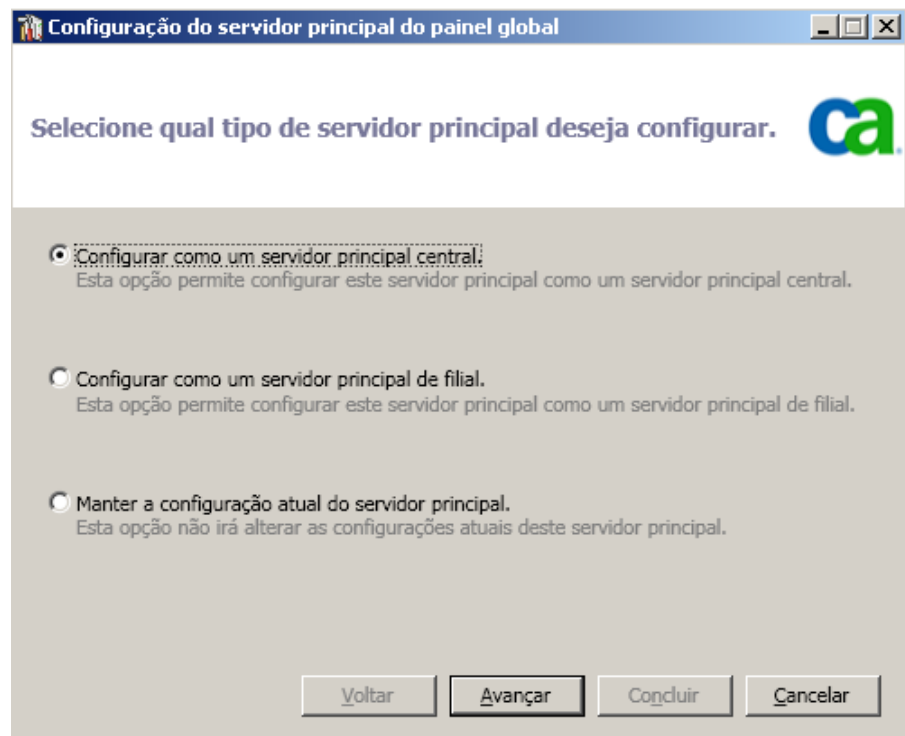 Configuração do servidor principal do painel global
Selecione qual tipo de servidor principal deseja configurar.
ca
Configurar como um servidor principal central.
Esta opção permite configurar este servidor principal como um servidor principal central.
Configurar como um servidor principal de filial.
Esta opção permite configurar este servidor principal como um servidor principal de filial.
Manter a configuração atual do servidor principal.
Esta opção não irá alterar as configurações atuais deste servidor principal.
Voltar Avançar Concluir Cancelar